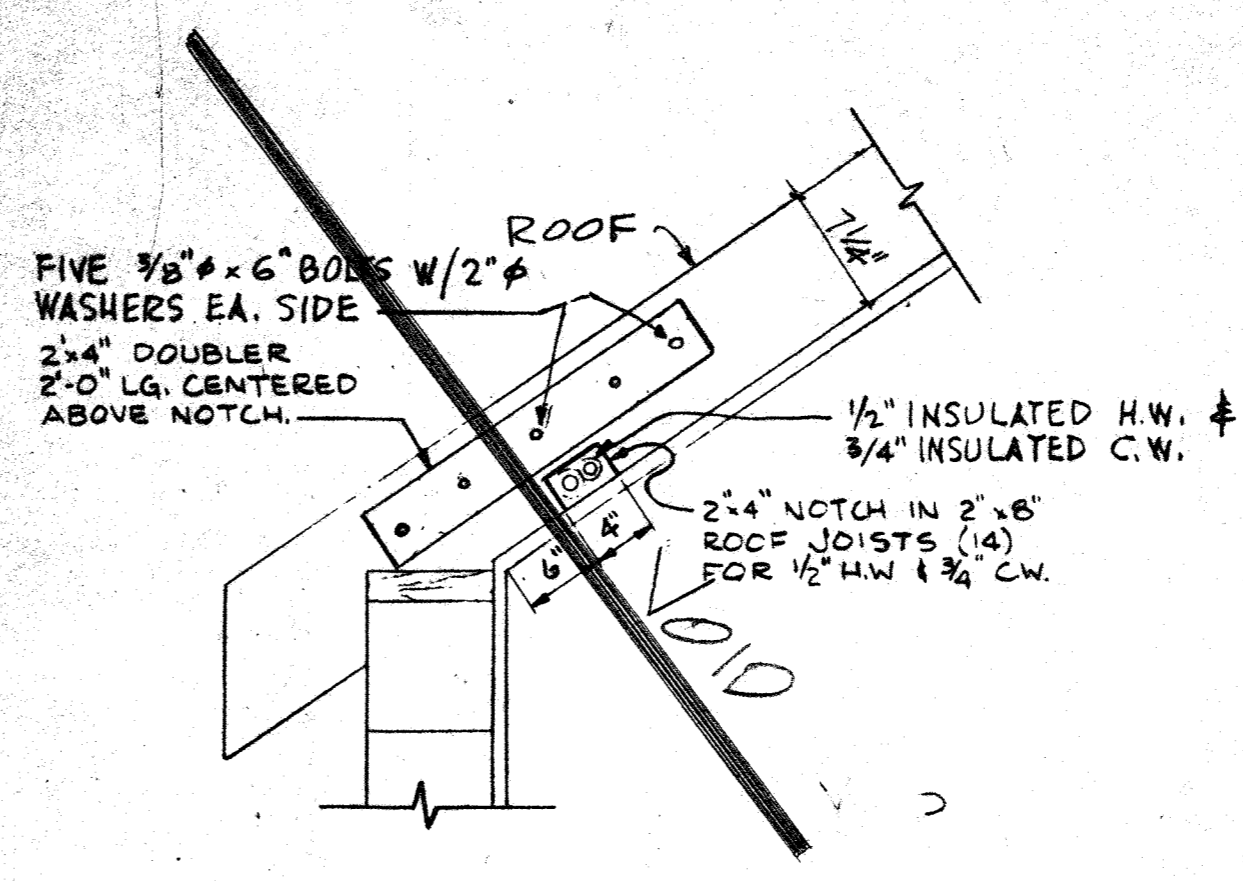 ROOF
7 1/4"
FIVE 3/8"φ x 6" BOLTS W/2"φ
WASHERS EA. SIDE
2"x4" DOUBLER
2'-0" LG. CENTERED
ABOVE NOTCH.
1/2" INSULATED H.W. &
3/4" INSULATED C.W.
2"x4" NOTCH IN 2"x8"
ROOF JOISTS (14)
FOR 1/2" H.W & 3/4" CW.
4"
6"